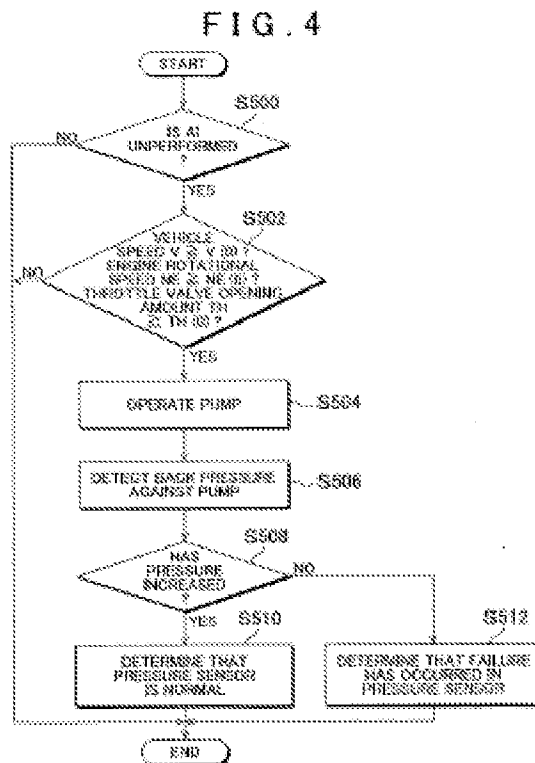 FIG. 4
START
S500
IS AI
UNPERFORMED
?
NO
YES
S502
VEHICLE
SPEED V ≥ V (0) ?
ENGINE ROTATIONAL
SPEED NE ≥ NE (0) ?
THROTTLE VALVE OPENING
AMOUNT TH
≥ TH (0) ?
NO
YES
OPERATE PUMP
S504
DETECT BACK PRESSURE
AGAINST PUMP
S506
S508
HAS
PRESSURE
INCREASED
NO
YES
S510
DETERMINE THAT
PRESSURE SENSOR
IS NORMAL
S512
DETERMINE THAT FAILURE
HAS OCCURRED IN
PRESSURE SENSOR
END